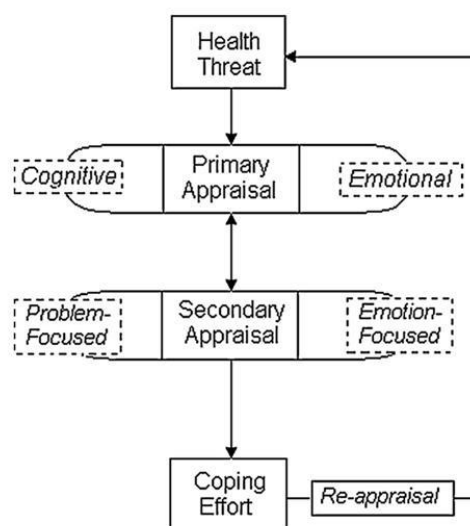 Health
Threat
Cognitive
Primary
Appraisal
Emotional
Problem-
Focused
Secondary
Appraisal
Emotion-
Focused
Coping
Effort
Re-appraisal